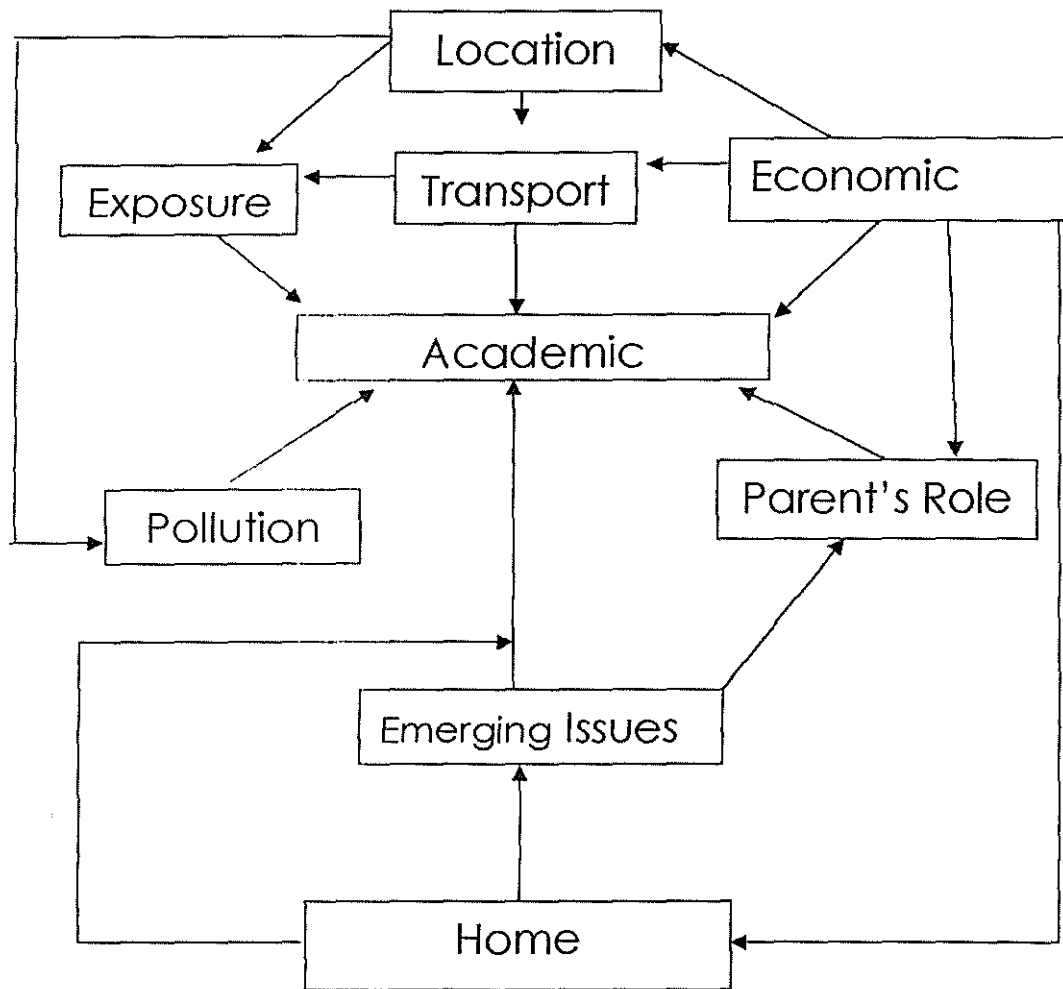 Location
Economic
Exposure
Transport
Academic
Parent's Role
Pollution
Emerging Issues
Home